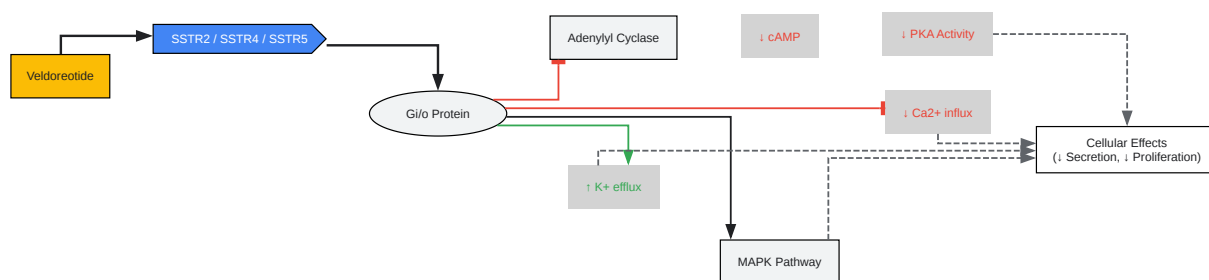 Veldoreotide
SSTR2 / SSTR4 / SSTR5
Gi/o Protein
Adenylyl Cyclase
↓ cAMP
↓ PKA Activity
↓ Ca2+ influx
↑ K+ efflux
MAPK Pathway
Cellular Effects
(↓ Secretion, ↓ Proliferation)